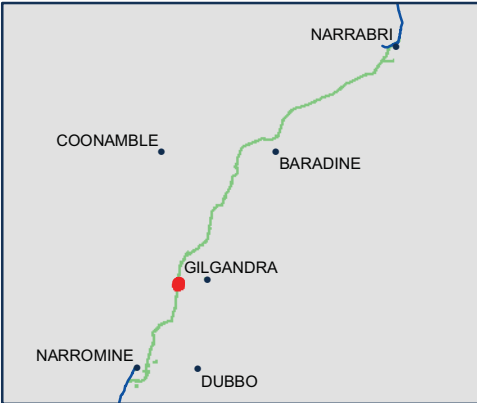 NARRABRI
COONAMBLE
BARADINE
GILGANDRA
NARROMINE
DUBBO